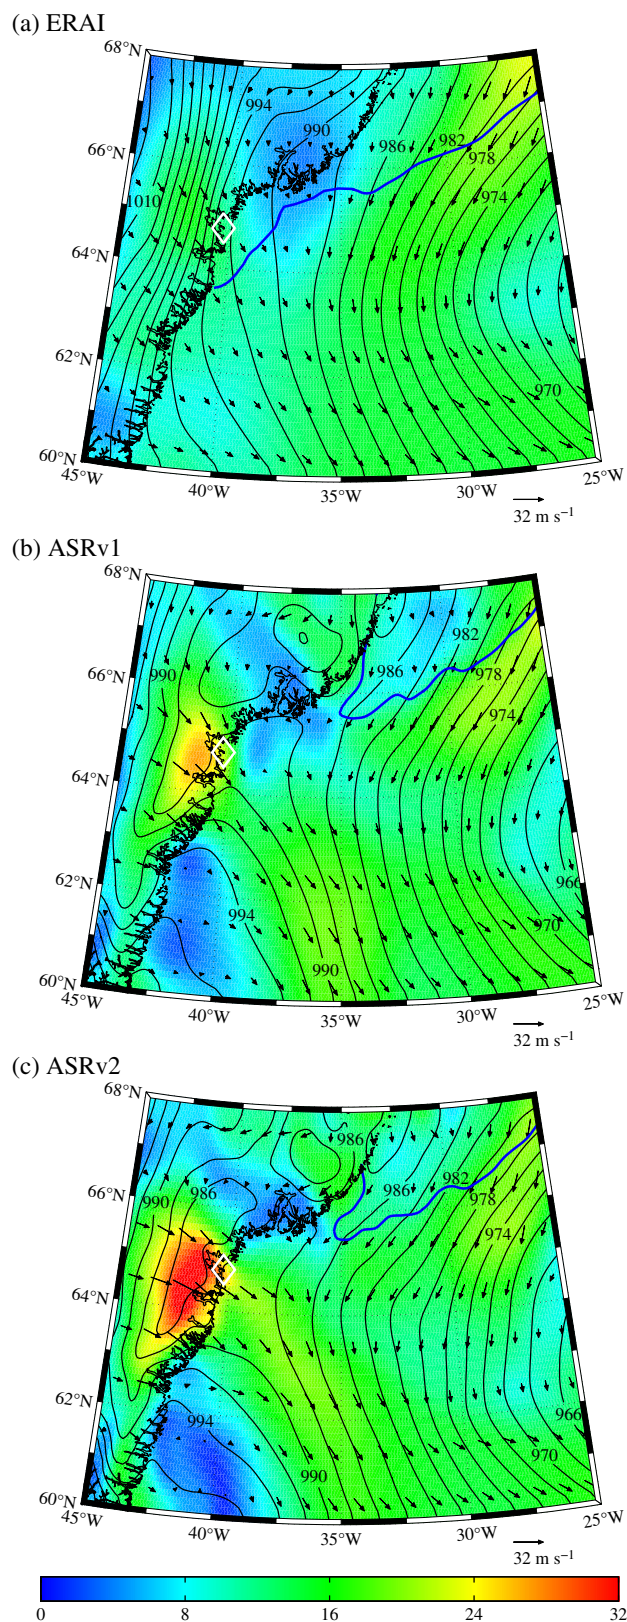 (a) ERAI
68°N
994
990
66°N
986
982
978
1010
974
64°N
62°N
970
60°N
45°W
40°W
35°W
30°W
25°W
32 m s⁻¹
(b) ASRv1
68°N
982
986
66°N
990
978
974
64°N
62°N
966
994
970
990
60°N
45°W
40°W
35°W
30°W
25°W
32 m s⁻¹
(c) ASRv2
68°N
986
982
986
66°N
990
986
978
974
64°N
62°N
966
994
970
990
60°N
45°W
40°W
35°W
30°W
25°W
32 m s⁻¹
0 8 16 24 32